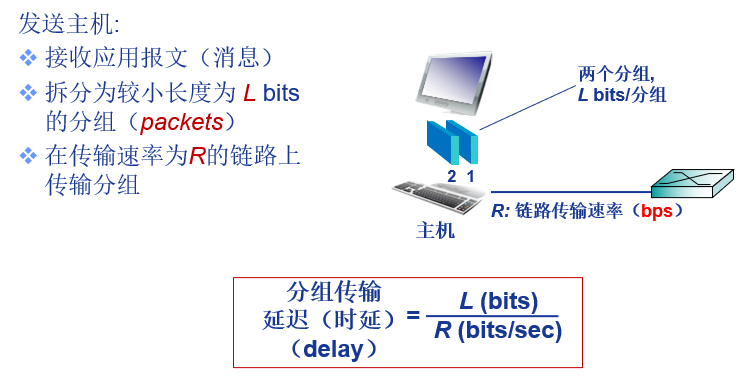 发送主机:
❖ 接收应用报文（消息）
❖ 拆分为较小长度为 L bits
的分组（packets）
❖ 在传输速率为R的链路上
传输分组
两个分组,
L bits/分组
2 1
R: 链路传输速率（bps）
主机
分组传输
延迟（时延）
（delay）
=
L (bits)
R (bits/sec)